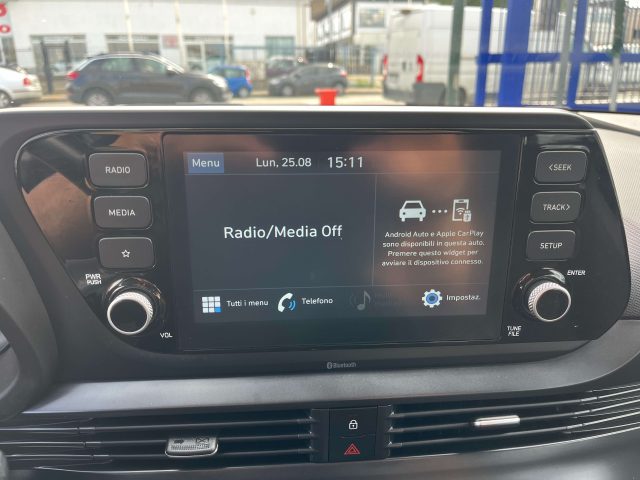 Menu Lun, 25.08 15:11
RADIO
MEDIA
PWR
PUSH
VOL
Radio/Media Off
Android Auto e Apple CarPlay
sono disponibili in questa auto.
Premere questo widget per
avviare il dispositivo connesso.
Tutti i menu Telefono Impostaz.
<SEEK
TRACK>
SETUP
ENTER
TUNE
FILE
Bluetooth